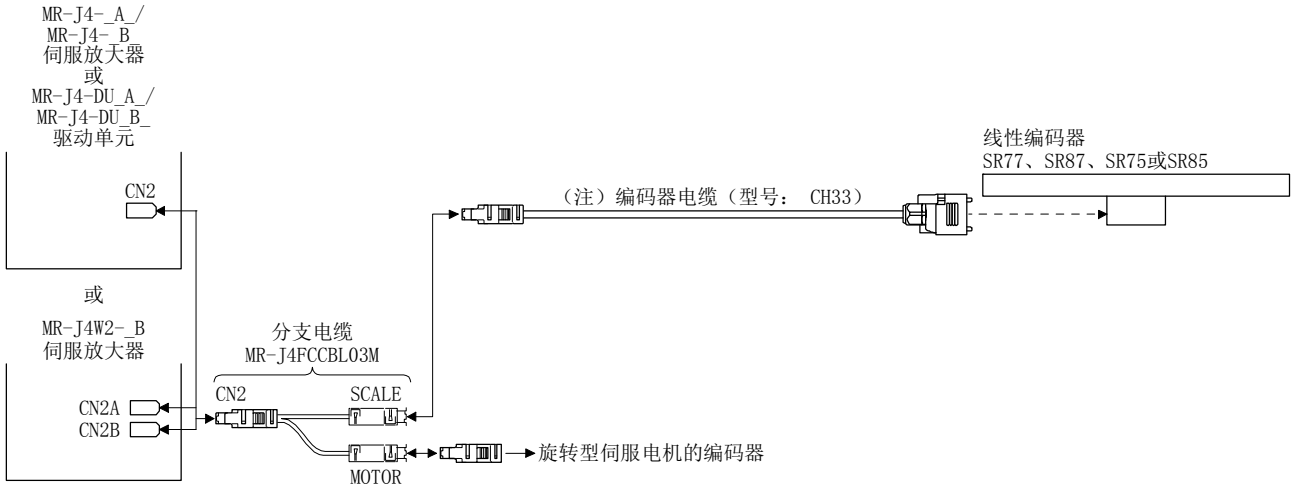 MR-J4-_A_/
MR-J4-_B_
伺服放大器
或
MR-J4-DU_A_/
MR-J4-DU_B_
驱动单元
CN2
线性编码器
SR77、SR87、SR75或SR85
（注）编码器电缆（型号： CH33）
或
MR-J4W2-_B
伺服放大器
分支电缆
MR-J4FCCBL03M
CN2A
CN2B
CN2
SCALE
旋转型伺服电机的编码器
MOTOR